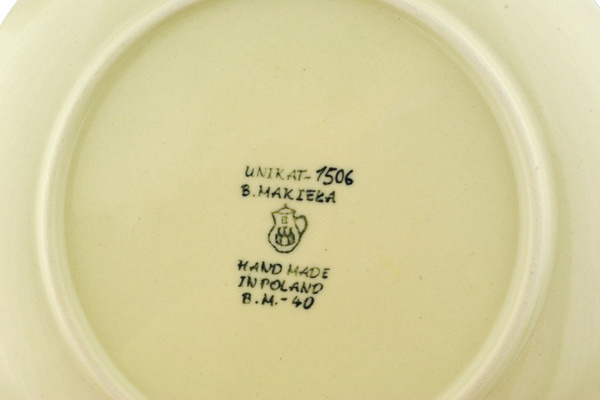 UNIKAT-1506
B.MAKIEŁA
B
HAND MADE
IN POLAND
B.M.-40